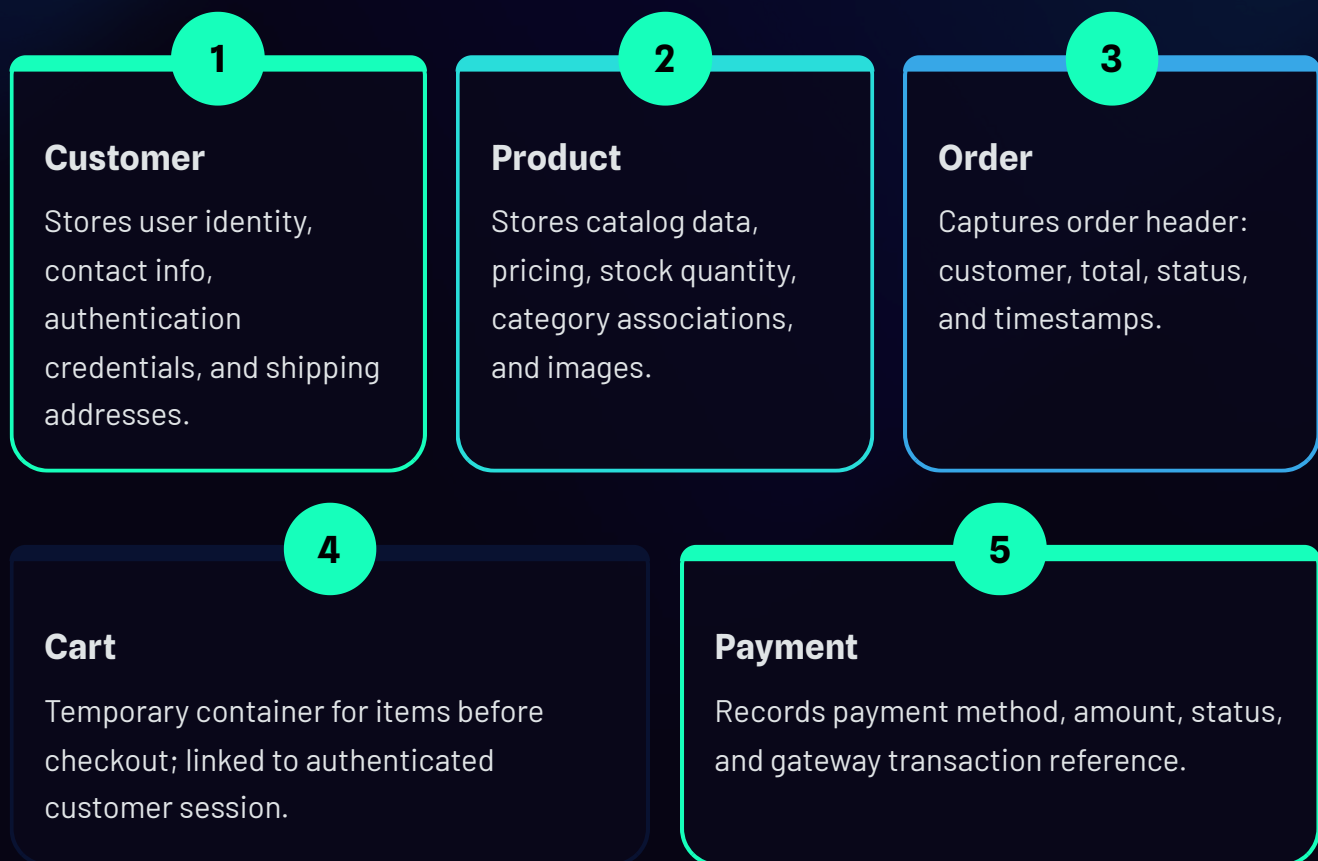 1
Customer
Stores user identity,
contact info,
authentication
credentials, and shipping
addresses.
2
Product
Stores catalog data,
pricing, stock quantity,
category associations,
and images.
3
Order
Captures order header:
customer, total, status,
and timestamps.
4
Cart
Temporary container for items before
checkout; linked to authenticated
customer session.
5
Payment
Records payment method, amount, status,
and gateway transaction reference.